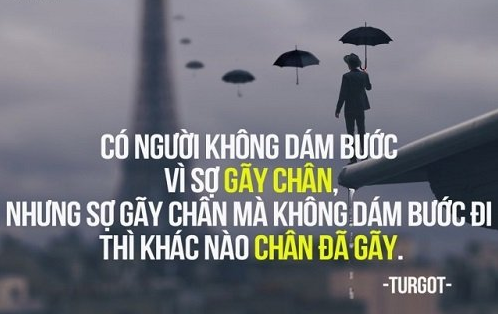 CÓ NGƯỜI KHÔNG DÁM BƯỚC
VÌ SỢ GÃY CHÂN,
NHƯNG SỢ GÃY CHÂN MÀ KHÔNG DÁM BƯỚC ĐI
THÌ KHÁC NÀO CHÂN ĐÃ GÃY.
-TURGOT-